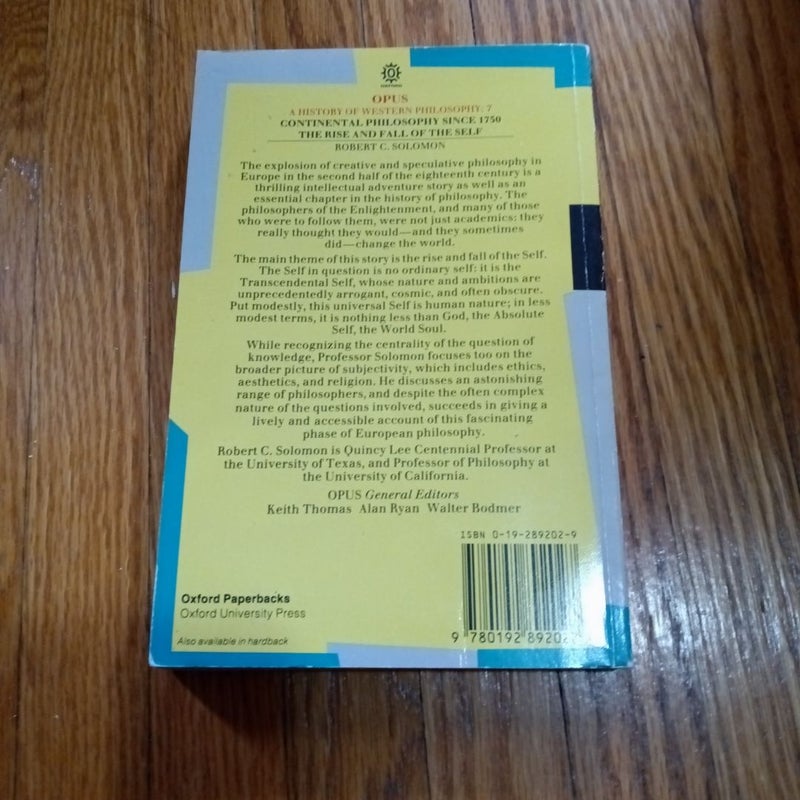 OPUS
A HISTORY OF WESTERN PHILOSOPHY: 7
CONTINENTAL PHILOSOPHY SINCE 1750
THE RISE AND FALL OF THE SELF
ROBERT C. SOLOMON
The explosion of creative and speculative philosophy in
Europe in the second half of the eighteenth century is a
thrilling intellectual adventure story as well as an
essential chapter in the history of philosophy. The
philosophers of the Enlightenment, and many of those
who were to follow them, were not just academics: they
really thought they would—and they sometimes
did—change the world.
The main theme of this story is the rise and fall of the Self.
The Self in question is no ordinary self: it is the
Transcendental Self, whose nature and ambitions are
unprecedentedly arrogant, cosmic, and often obscure.
Put modestly, this universal Self is human nature; in less
modest terms, it is nothing less than God, the Absolute
Self, the World Soul.
While recognizing the centrality of the question of
knowledge, Professor Solomon focuses too on the
broader picture of subjectivity, which includes ethics,
aesthetics, and religion. He discusses an astonishing
range of philosophers, and despite the often complex
nature of the questions involved, succeeds in giving a
lively and accessible account of this fascinating
phase of European philosophy.
Robert C. Solomon is Quincy Lee Centennial Professor at
the University of Texas, and Professor of Philosophy at
the University of California.
OPUS General Editors
Keith Thomas Alan Ryan Walter Bodmer
ISBN 0-19-289202-9
Oxford Paperbacks
Oxford University Press
Also available in hardback
9 780192 8920